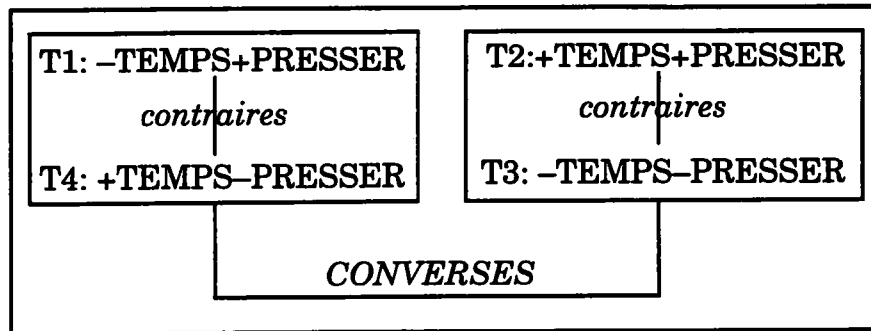 T1: –TEMPS+PRESSER
contraires
T4: +TEMPS–PRESSER
T2:+TEMPS+PRESSER
contraires
T3: –TEMPS–PRESSER
CONVERSES